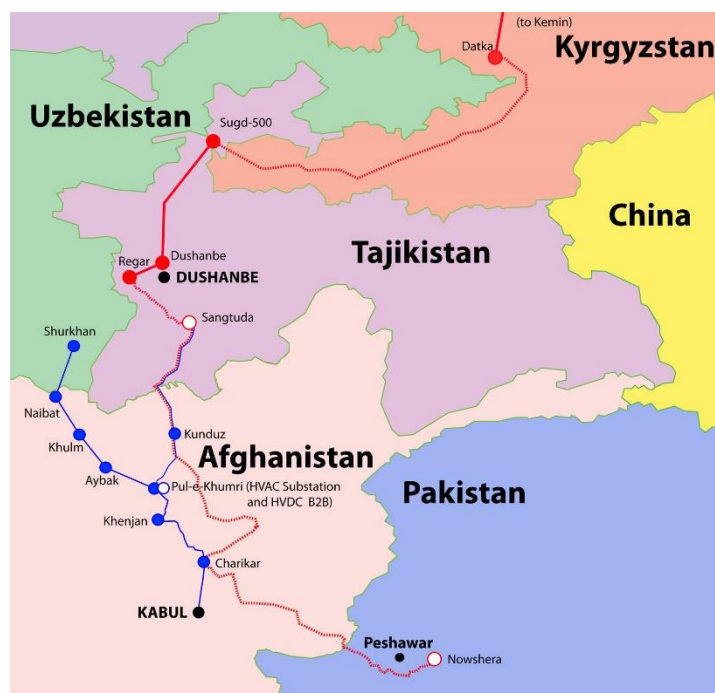 (to Kemin)
Datka
Kyrgyzstan
Uzbekistan
Sugd-500
China
Tajikistan
Regar
Dushanbe
DUSHANBE
Sangtuda
Shurkhan
Naibat
Kunduz
Khulm
Afghanistan
Aybak
Pul-e-Khumri (HVAC Substation
and HVDC B2B)
Pakistan
Khenjan
Charikar
KABUL
Peshawar
Nowshera